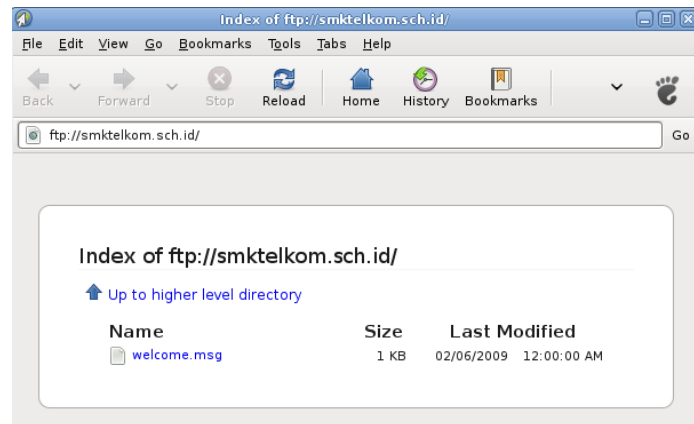 Index of ftp://smktelkom.sch.id/
File Edit View Go Bookmarks Tools Tabs Help
Back Forward Stop Reload Home History Bookmarks
ftp://smktelkom.sch.id/ Go
Index of ftp://smktelkom.sch.id/
Up to higher level directory
Name Size Last Modified
welcome.msg 1 KB 02/06/2009 12:00:00 AM